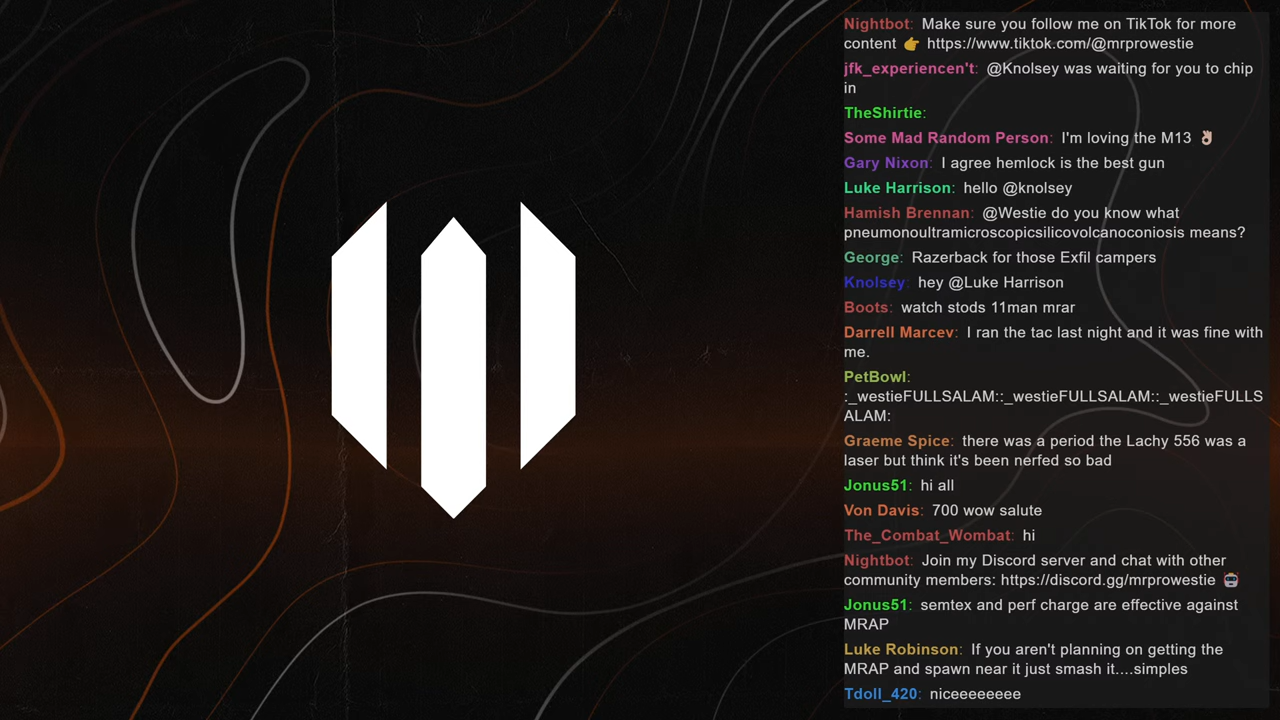 Nightbot: Make sure you follow me on TikTok for more
content 👉 https://www.tiktok.com/@mrprowestie
jfk_experiencen't: @Knolsey was waiting for you to chip
in
TheShirtie:
Some Mad Random Person: I'm loving the M13 👌
Gary Nixon: I agree hemlock is the best gun
Luke Harrison: hello @knolsey
Hamish Brennan: @Westie do you know what
pneumonoultramicroscopicsilicovolcanoconiosis means?
George: Razerback for those Exfil campers
Knolsey: hey @Luke Harrison
Boots: watch stods 11man mrar
Darrell Marcev: I ran the tac last night and it was fine with
me.
PetBowl:
:_westieFULLSALAM::_westieFULLSALAM::_westieFULLS
ALAM:
Graeme Spice: there was a period the Lachy 556 was a
laser but think it's been nerfed so bad
Jonus51: hi all
Von Davis: 700 wow salute
The_Combat_Wombat: hi
Nightbot: Join my Discord server and chat with other
community members: https://discord.gg/mrprowestie 🤖
Jonus51: semtex and perf charge are effective against
MRAP
Luke Robinson: If you aren't planning on getting the
MRAP and spawn near it just smash it....simples
Tdoll_420: niceeeeeeee